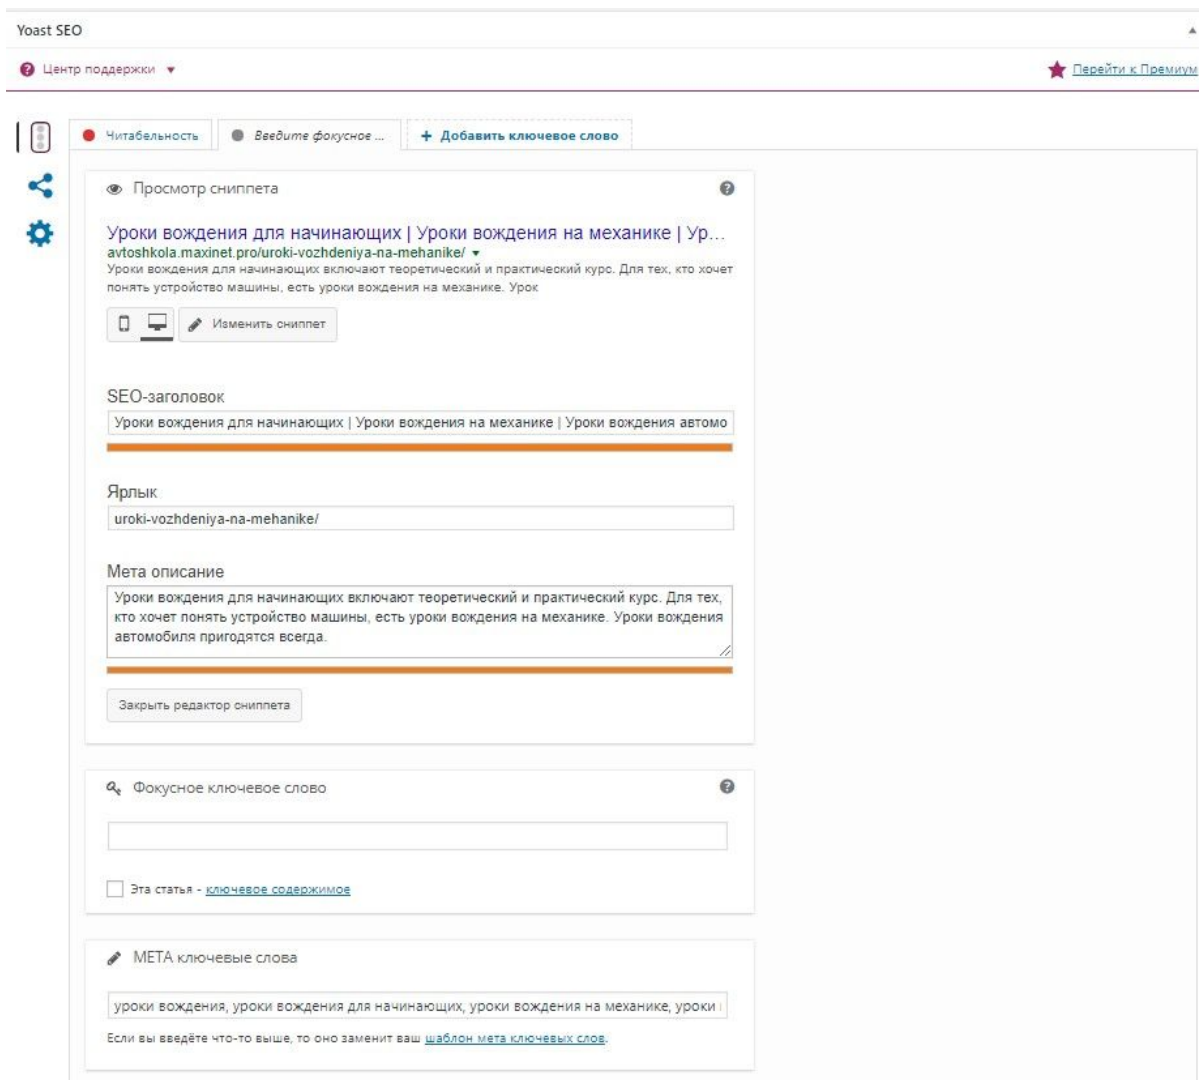 Yoast SEO
Центр поддержки
Перейти к Премиум
Читабельность
Введите фокусное ...
+ Добавить ключевое слово
Просмотр сниппета
Уроки вождения для начинающих | Уроки вождения на механике | Ур...
avtoshkola.maxinet.pro/uroki-vozhdeniya-na-mehanike/
Уроки вождения для начинающих включают теоретический и практический курс. Для тех, кто хочет
понять устройство машины, есть уроки вождения на механике. Урок
Изменить сниппет
SEO-заголовок
Уроки вождения для начинающих | Уроки вождения на механике | Уроки вождения автомо
Ярлык
uroki-vozhdeniya-na-mehanike/
Мета описание
Уроки вождения для начинающих включают теоретический и практический курс. Для тех,
кто хочет понять устройство машины, есть уроки вождения на механике. Уроки вождения
автомобиля пригодятся всегда.
Закрыть редактор сниппета
Фокусное ключевое слово
Эта статья - ключевое содержимое
МЕТА ключевые слова
уроки вождения, уроки вождения для начинающих, уроки вождения на механике, уроки
Если вы введёте что-то выше, то оно заменит ваш шаблон мета ключевых слов.